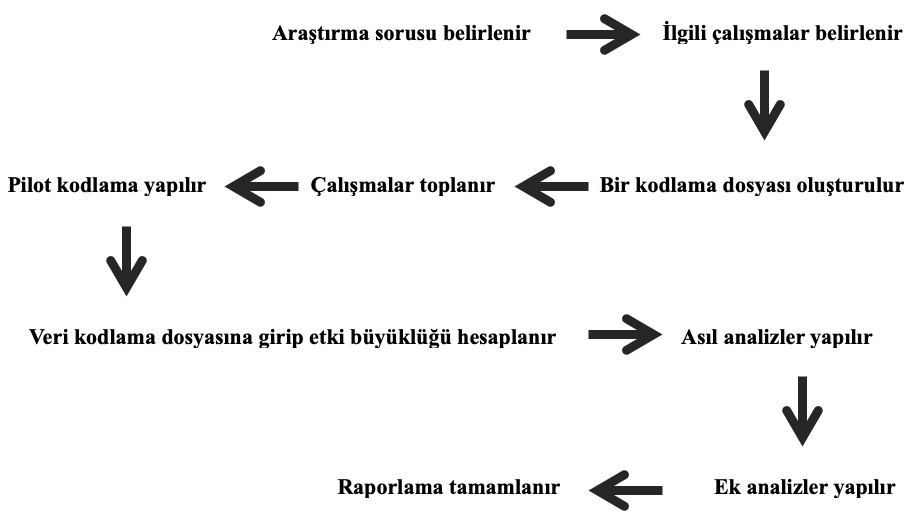 Araştırma sorusu belirlenir
İlgili çalışmalar belirlenir
Bir kodlama dosyası oluşturulur
Çalışmalar toplanır
Pilot kodlama yapılır
Veri kodlama dosyasına girip etki büyüklüğü hesaplanır
Asıl analizler yapılır
Ek analizler yapılır
Raporlama tamamlanır